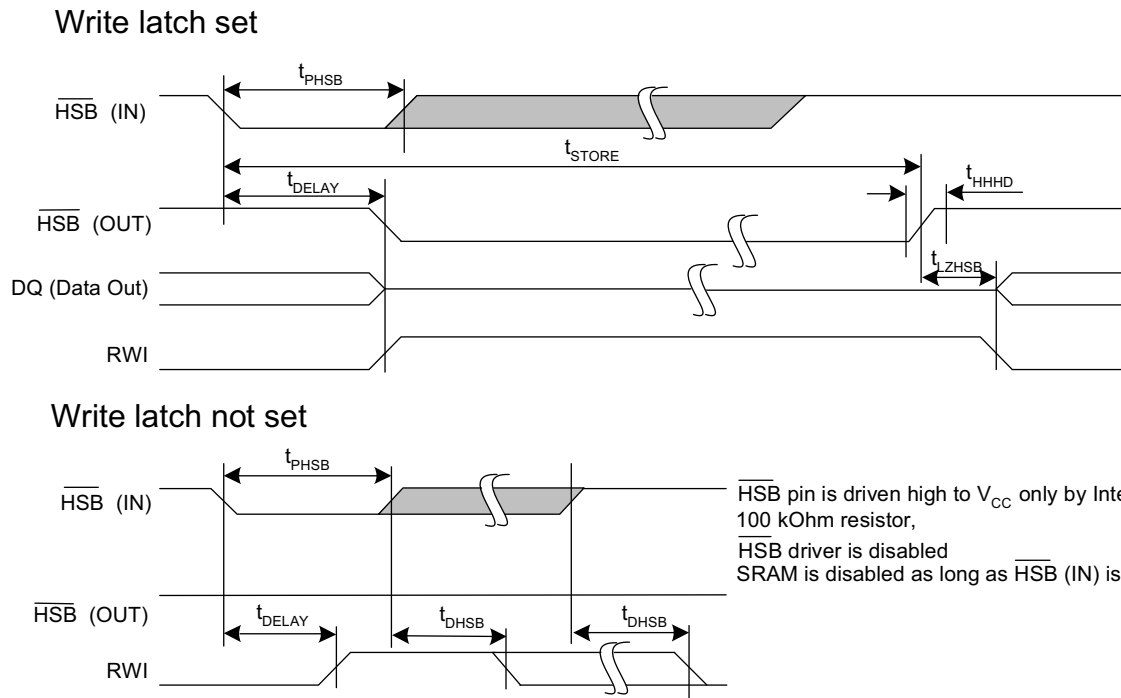 Write latch set
tPHSB
HSB (IN)
tSTORE
tDELAY
tHHHD
HSB (OUT)
tLZHSB
DQ (Data Out)
RWI
Write latch not set
tPHSB
HSB (IN)
HSB pin is driven high to VCC only by Inte
100 kOhm resistor,
HSB driver is disabled
SRAM is disabled as long as HSB (IN) is
HSB (OUT)
tDELAY
tDHSB
tDHSB
RWI